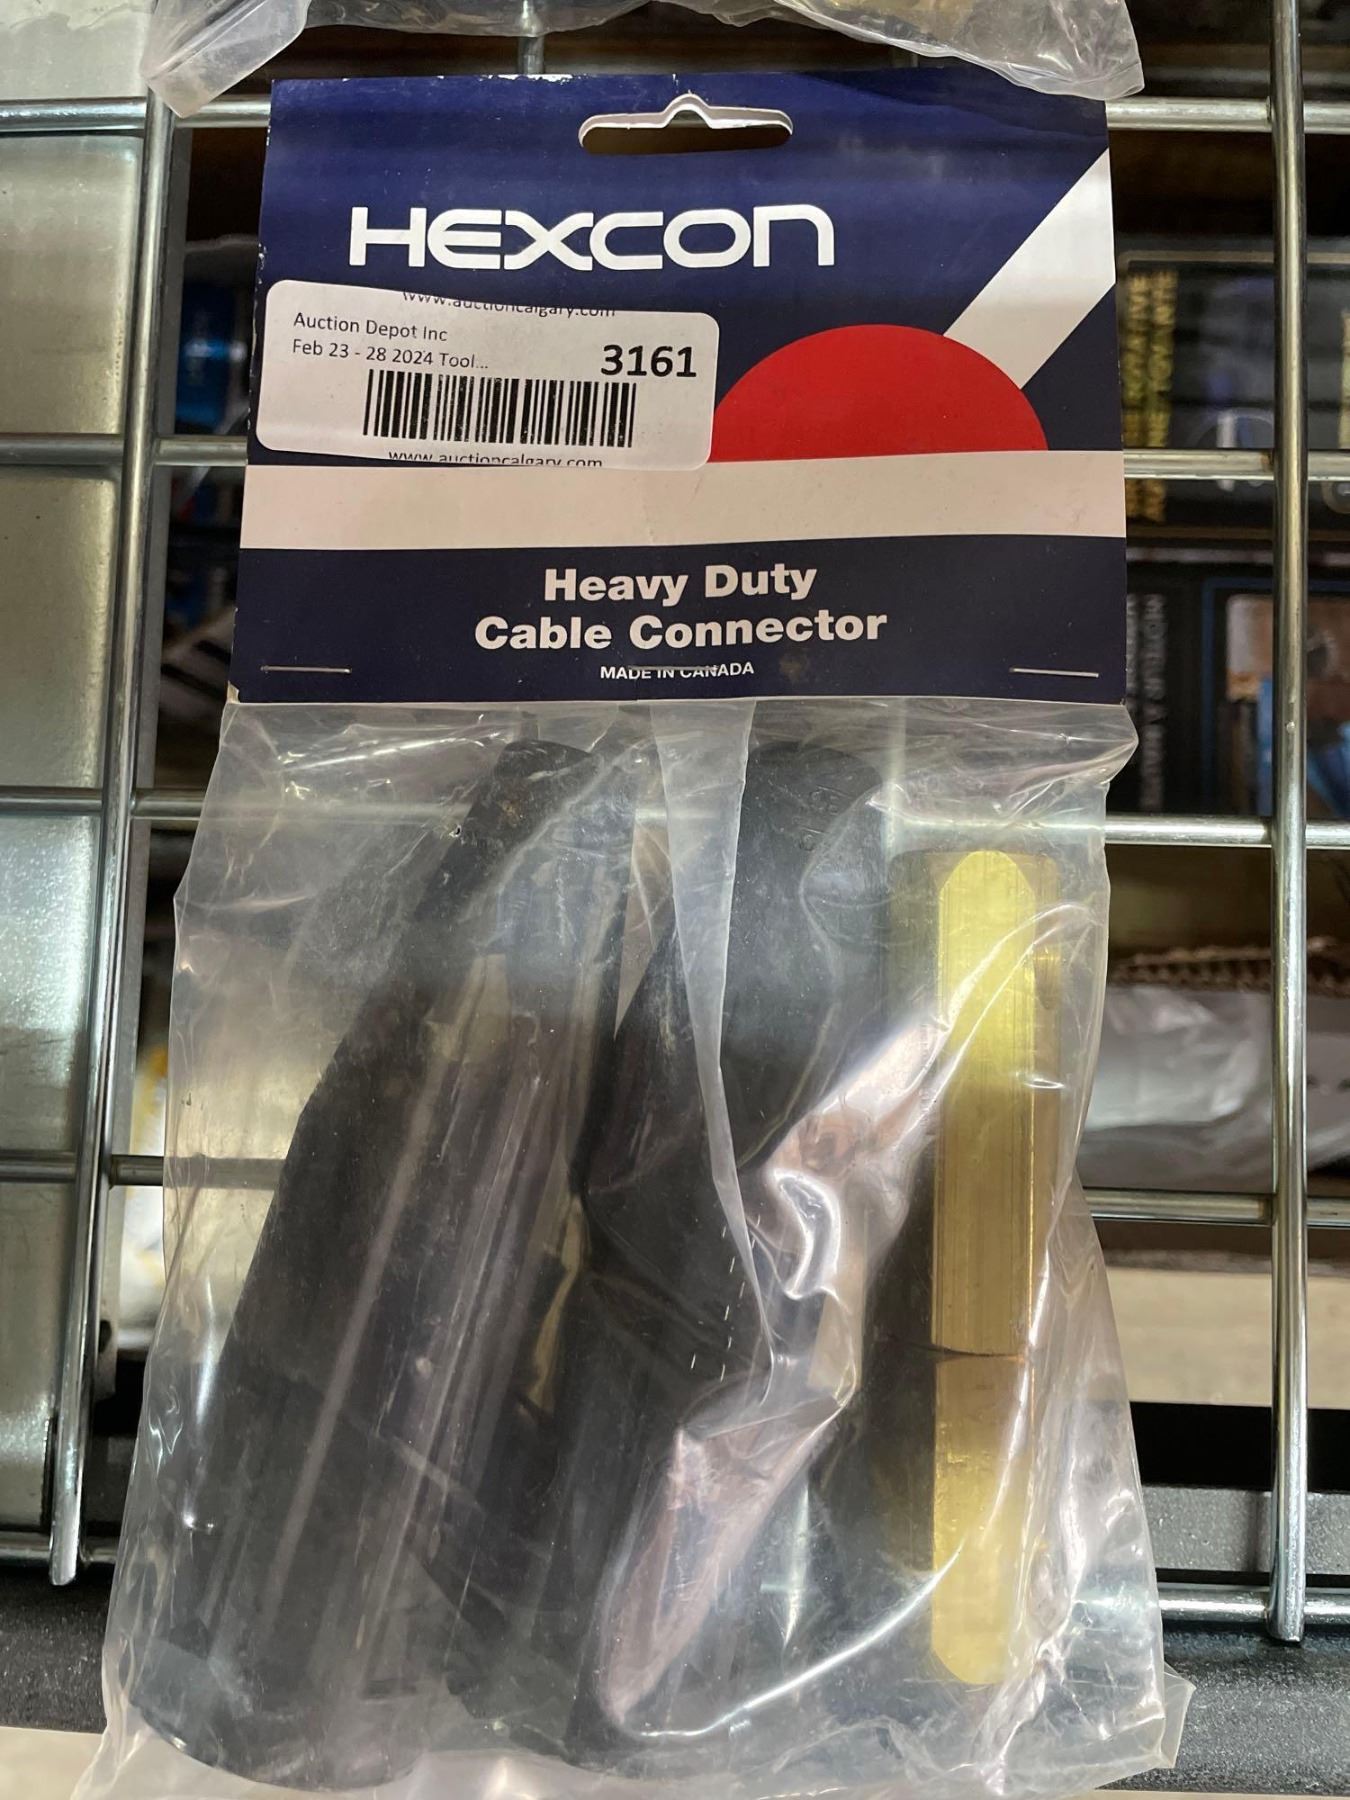 HEXCON
www.auctioncalgary.com
Auction Depot Inc
Feb 23 - 28 2024 Tool...
3161
www.auctioncalgary.com
Heavy Duty
Cable Connector
MADE IN CANADA